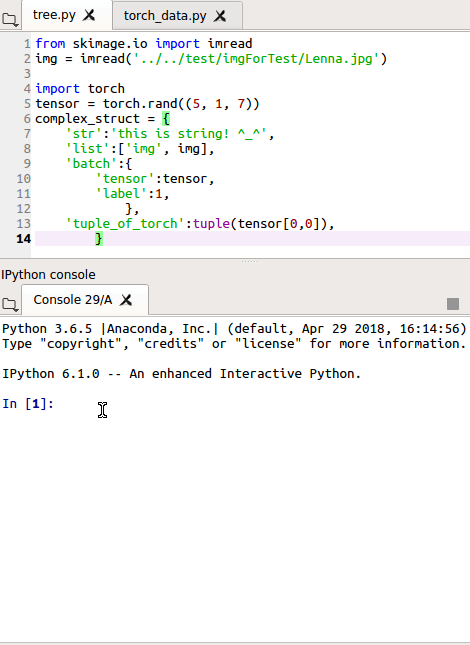 tree.py
torch_data.py
1 from skimage.io import imread
2 img = imread('../../test/imgForTest/Lenna.jpg')
3
4 import torch
5 tensor = torch.rand((5, 1, 7))
6 complex_struct = {
7     'str':'this is string! ^_^',
8     'list':['img', img],
9     'batch':{
10         'tensor':tensor,
11         'label':1,
12             },
13     'tuple_of_torch':tuple(tensor[0,0]),
14         }
IPython console
Console 29/A
Python 3.6.5 |Anaconda, Inc.| (default, Apr 29 2018, 16:14:56)
Type "copyright", "credits" or "license" for more information.
IPython 6.1.0 -- An enhanced Interactive Python.
In [1]: